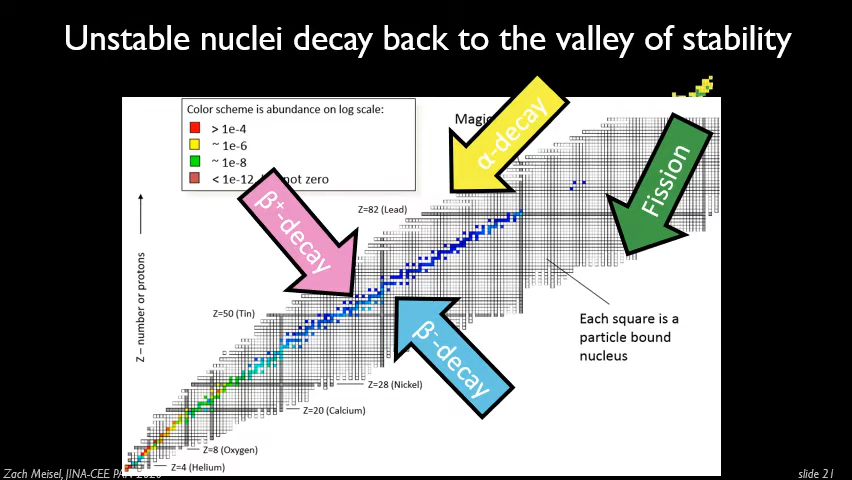 Unstable nuclei decay back to the valley of stability
Color scheme is abundance on log scale:
> 1e-4
~ 1e-6
~ 1e-8
< 1e-12, not zero
Magic
α-decay
Fission
β⁺-decay
β⁻-decay
Z=82 (Lead)
Z=50 (Tin)
Z – number or protons
Each square is a
particle bound
nucleus
Z=28 (Nickel)
Z=20 (Calcium)
Z=8 (Oxygen)
Z=4 (Helium)
Zach Meisel, JINA-CEE PAN 2020
slide 21